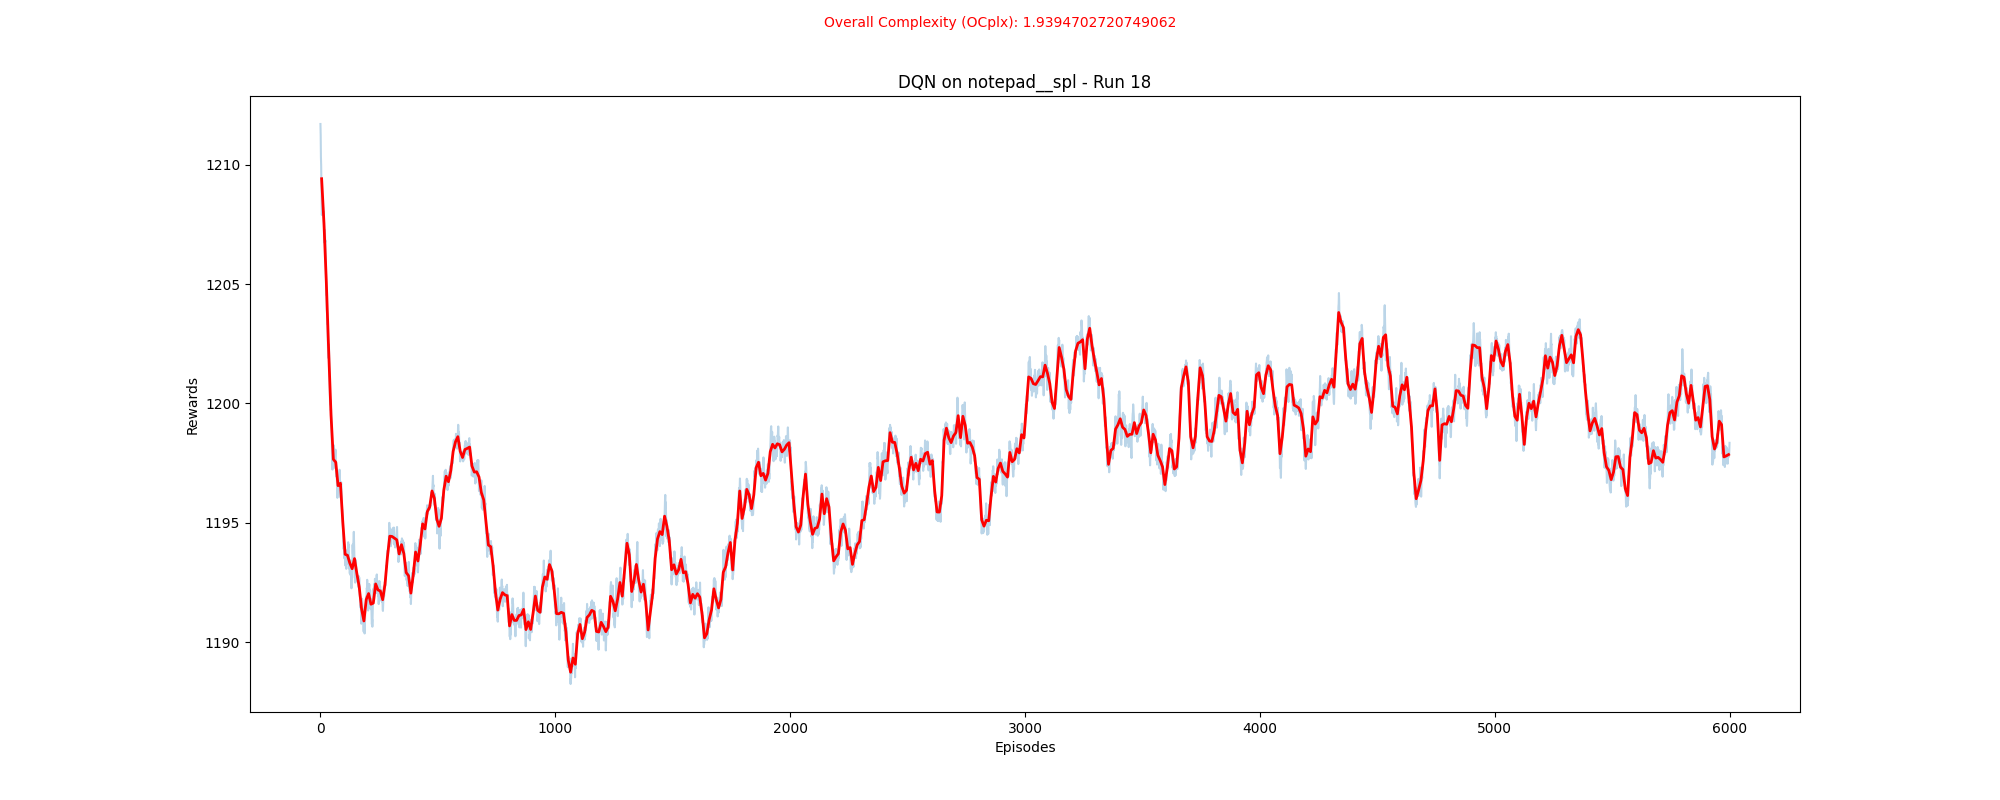 Overall Complexity (OCplx): 1.9394702720749062
DQN on notepad__spl - Run 18
Rewards
1210
1205
1200
1195
1190
0 1000 2000 3000 4000 5000 6000
Episodes